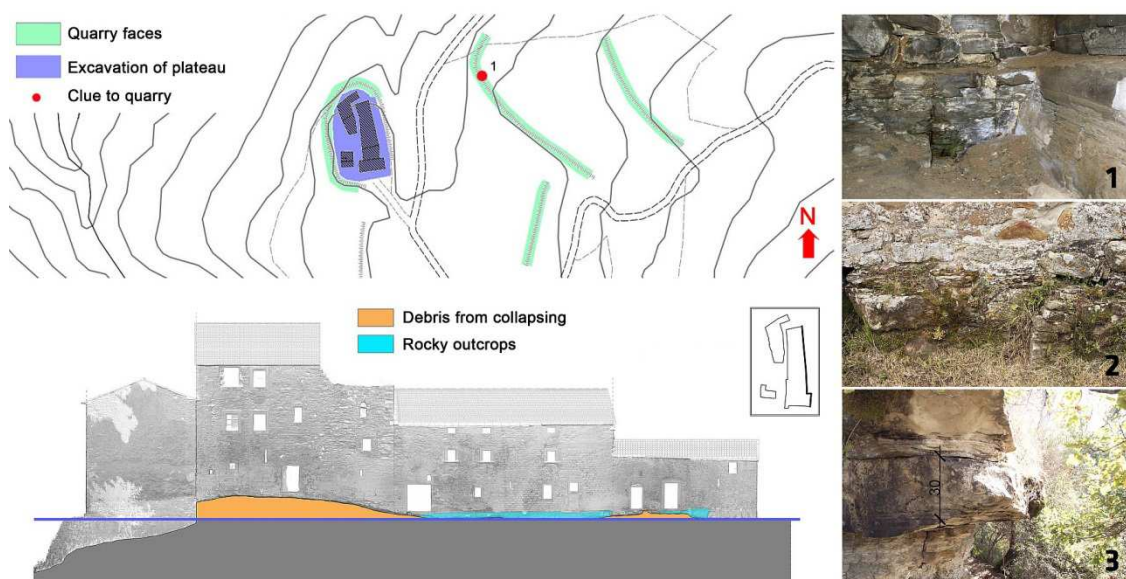 Quarry faces
Excavation of plateau
Clue to quarry
1
N
Debris from collapsing
Rocky outcrops
1
2
30
3